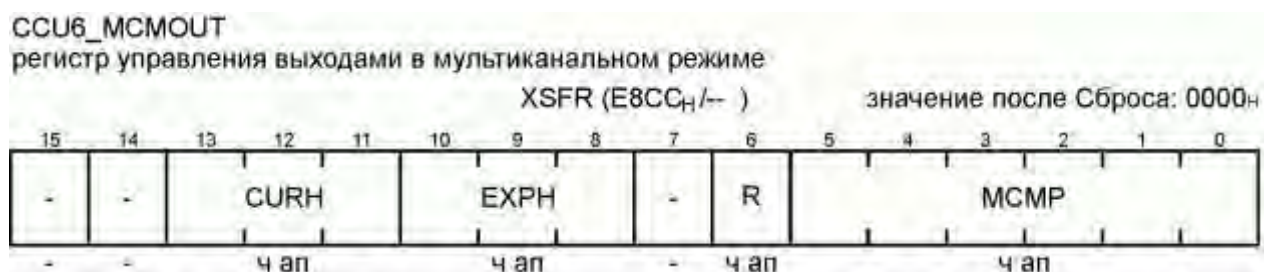 CCU6_MCMOUT
регистр управления выходами в мультиканальном режиме
XSFR (E8CCH/-- ) значение после Сброса: 0000H
15 14 13 12 11 10 9 8 7 6 5 4 3 2 1 0
- - CURH EXPH - R MCMP
- - ч ап ч ап - ч ап ч ап